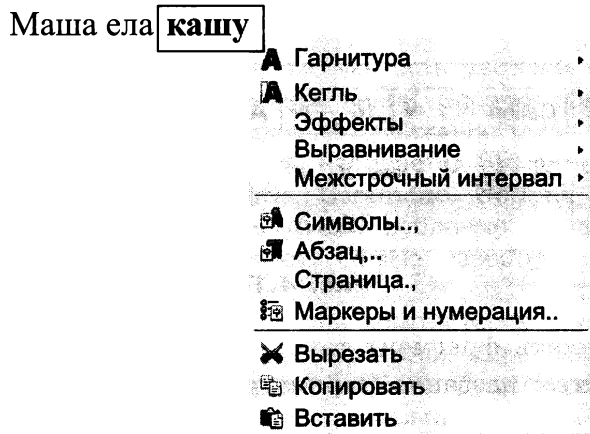 Маша ела кашу
Гарнитура
Кегль
Эффекты
Выравнивание
Межстрочный интервал
Символы..,
Абзац,..
Страница.,
Маркеры и нумерация..
Вырезать
Копировать
Вставить